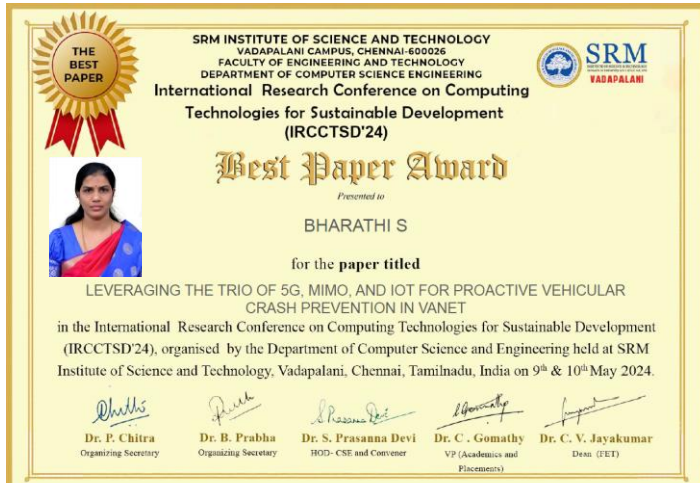 THE
BEST
PAPER
SRM INSTITUTE OF SCIENCE AND TECHNOLOGY
VADAPALANI CAMPUS, CHENNAI-600026
FACULTY OF ENGINEERING AND TECHNOLOGY
DEPARTMENT OF COMPUTER SCIENCE ENGINEERING
International Research Conference on Computing
Technologies for Sustainable Development
(IRCCTSD'24)
SRM
VADAPALANI
Best Paper Award
Presented to
BHARATHI S
for the paper titled
LEVERAGING THE TRIO OF 5G, MIMO, AND IOT FOR PROACTIVE VEHICULAR
CRASH PREVENTION IN VANET
in the International Research Conference on Computing Technologies for Sustainable Development
(IRCCTSD'24), organised by the Department of Computer Science and Engineering held at SRM
Institute of Science and Technology, Vadapalani, Chennai, Tamilnadu, India on 9th & 10th May 2024.
Dr. P. Chitra
Organizing Secretary
Dr. B. Prabha
Organizing Secretary
Dr. S. Prasanna Devi
HOD- CSE and Convener
Dr. C . Gomathy
VP (Academics and
Placements)
Dr. C. V. Jayakumar
Dean (FET)